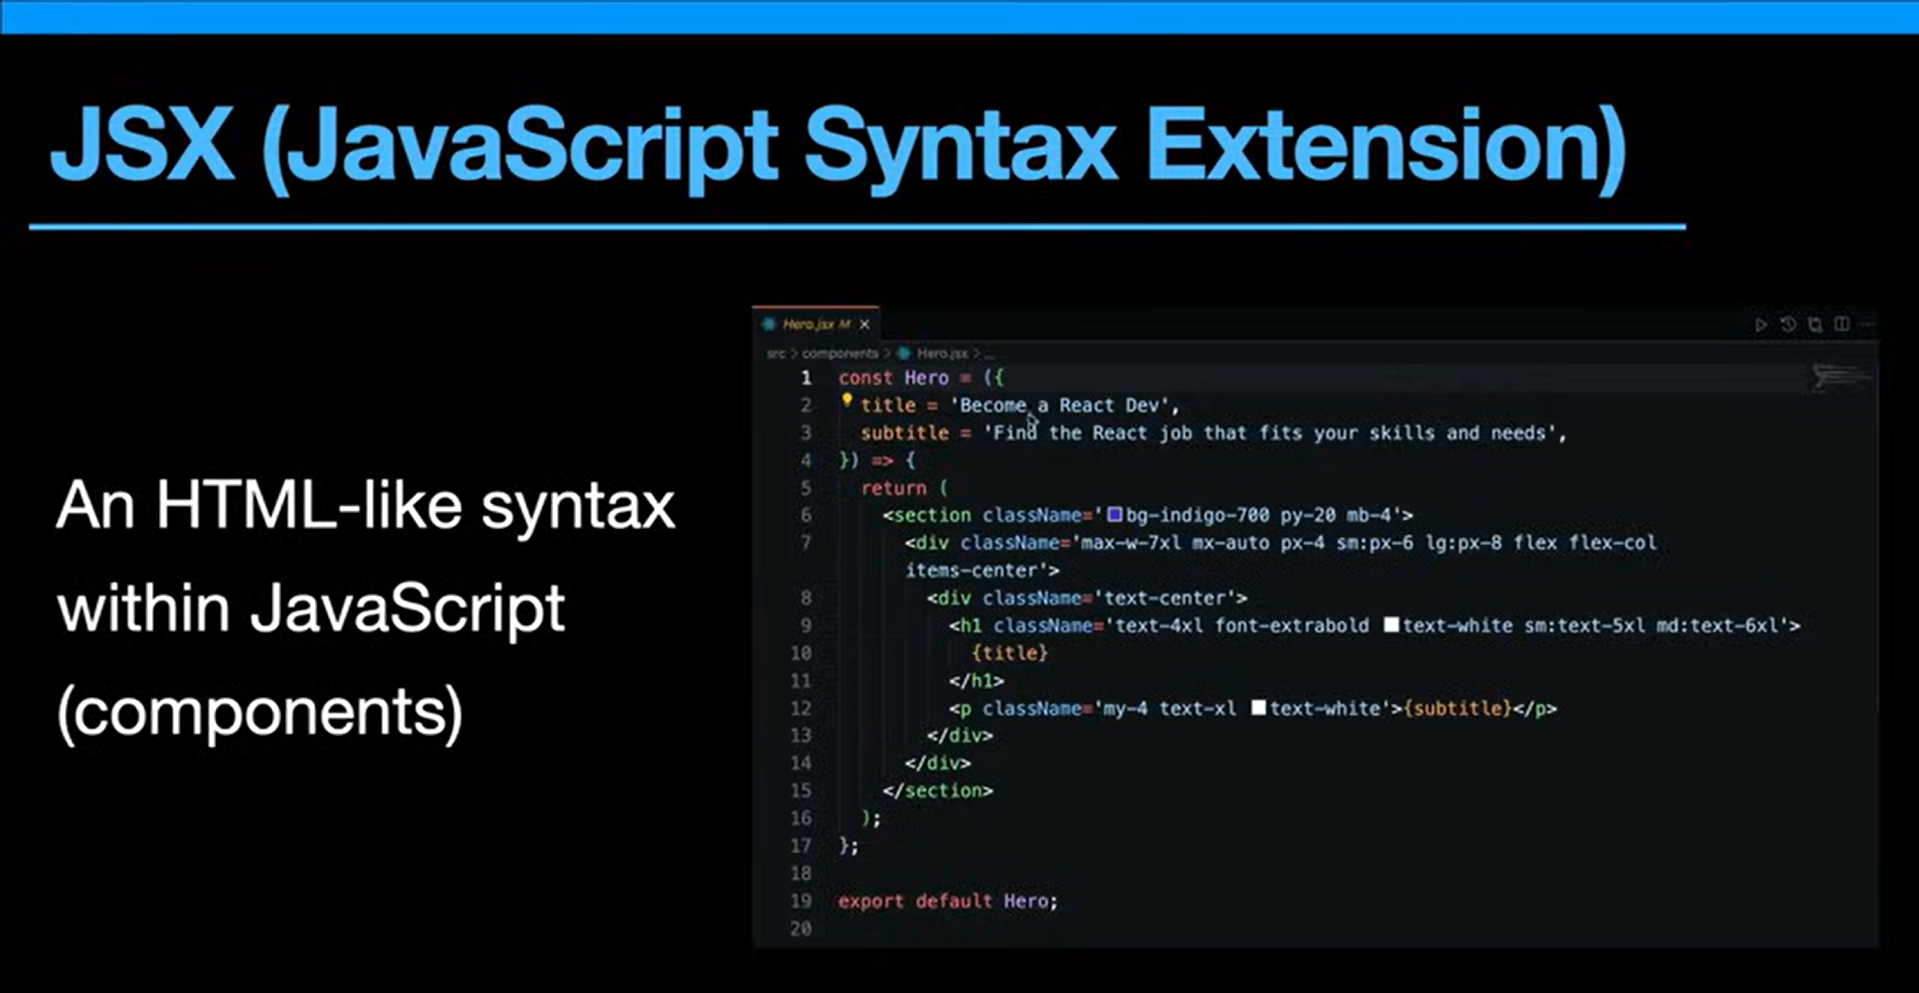 JSX (JavaScript Syntax Extension)
An HTML-like syntax
within JavaScript
(components)
Hero.jsx M ×
src > components > Hero.jsx > ...
1 const Hero = ({
2 title = 'Become a React Dev',
3 subtitle = 'Find the React job that fits your skills and needs',
4 }) => {
5 return (
6 <section className='bg-indigo-700 py-20 mb-4'>
7 <div className='max-w-7xl mx-auto px-4 sm:px-6 lg:px-8 flex flex-col
items-center'>
8 <div className='text-center'>
9 <h1 className='text-4xl font-extrabold text-white sm:text-5xl md:text-6xl'>
10 {title}
11 </h1>
12 <p className='my-4 text-xl text-white'>{subtitle}</p>
13 </div>
14 </div>
15 </section>
16 );
17 };
18
19 export default Hero;
20